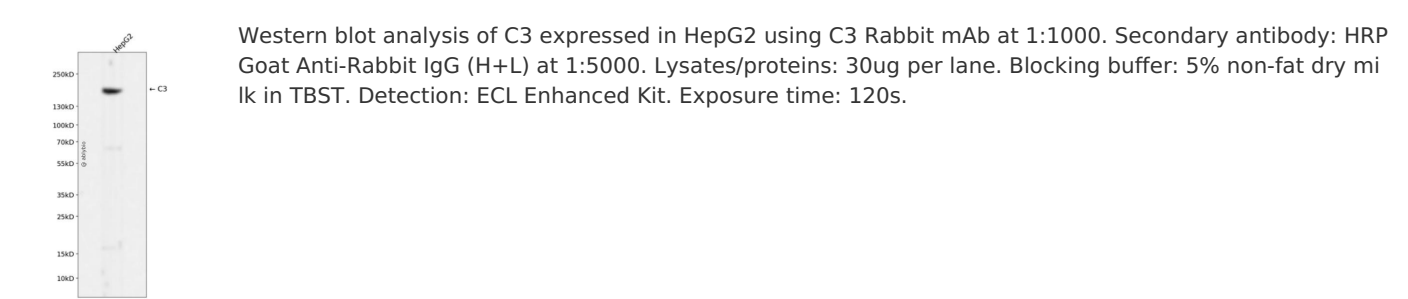 HepG2
250kD
← C3
130kD
100kD
70kD
55kD
@ abiybio
35kD
25kD
15kD
10kD
Western blot analysis of C3 expressed in HepG2 using C3 Rabbit mAb at 1:1000. Secondary antibody: HRP
Goat Anti-Rabbit IgG (H+L) at 1:5000. Lysates/proteins: 30ug per lane. Blocking buffer: 5% non-fat dry mi
lk in TBST. Detection: ECL Enhanced Kit. Exposure time: 120s.